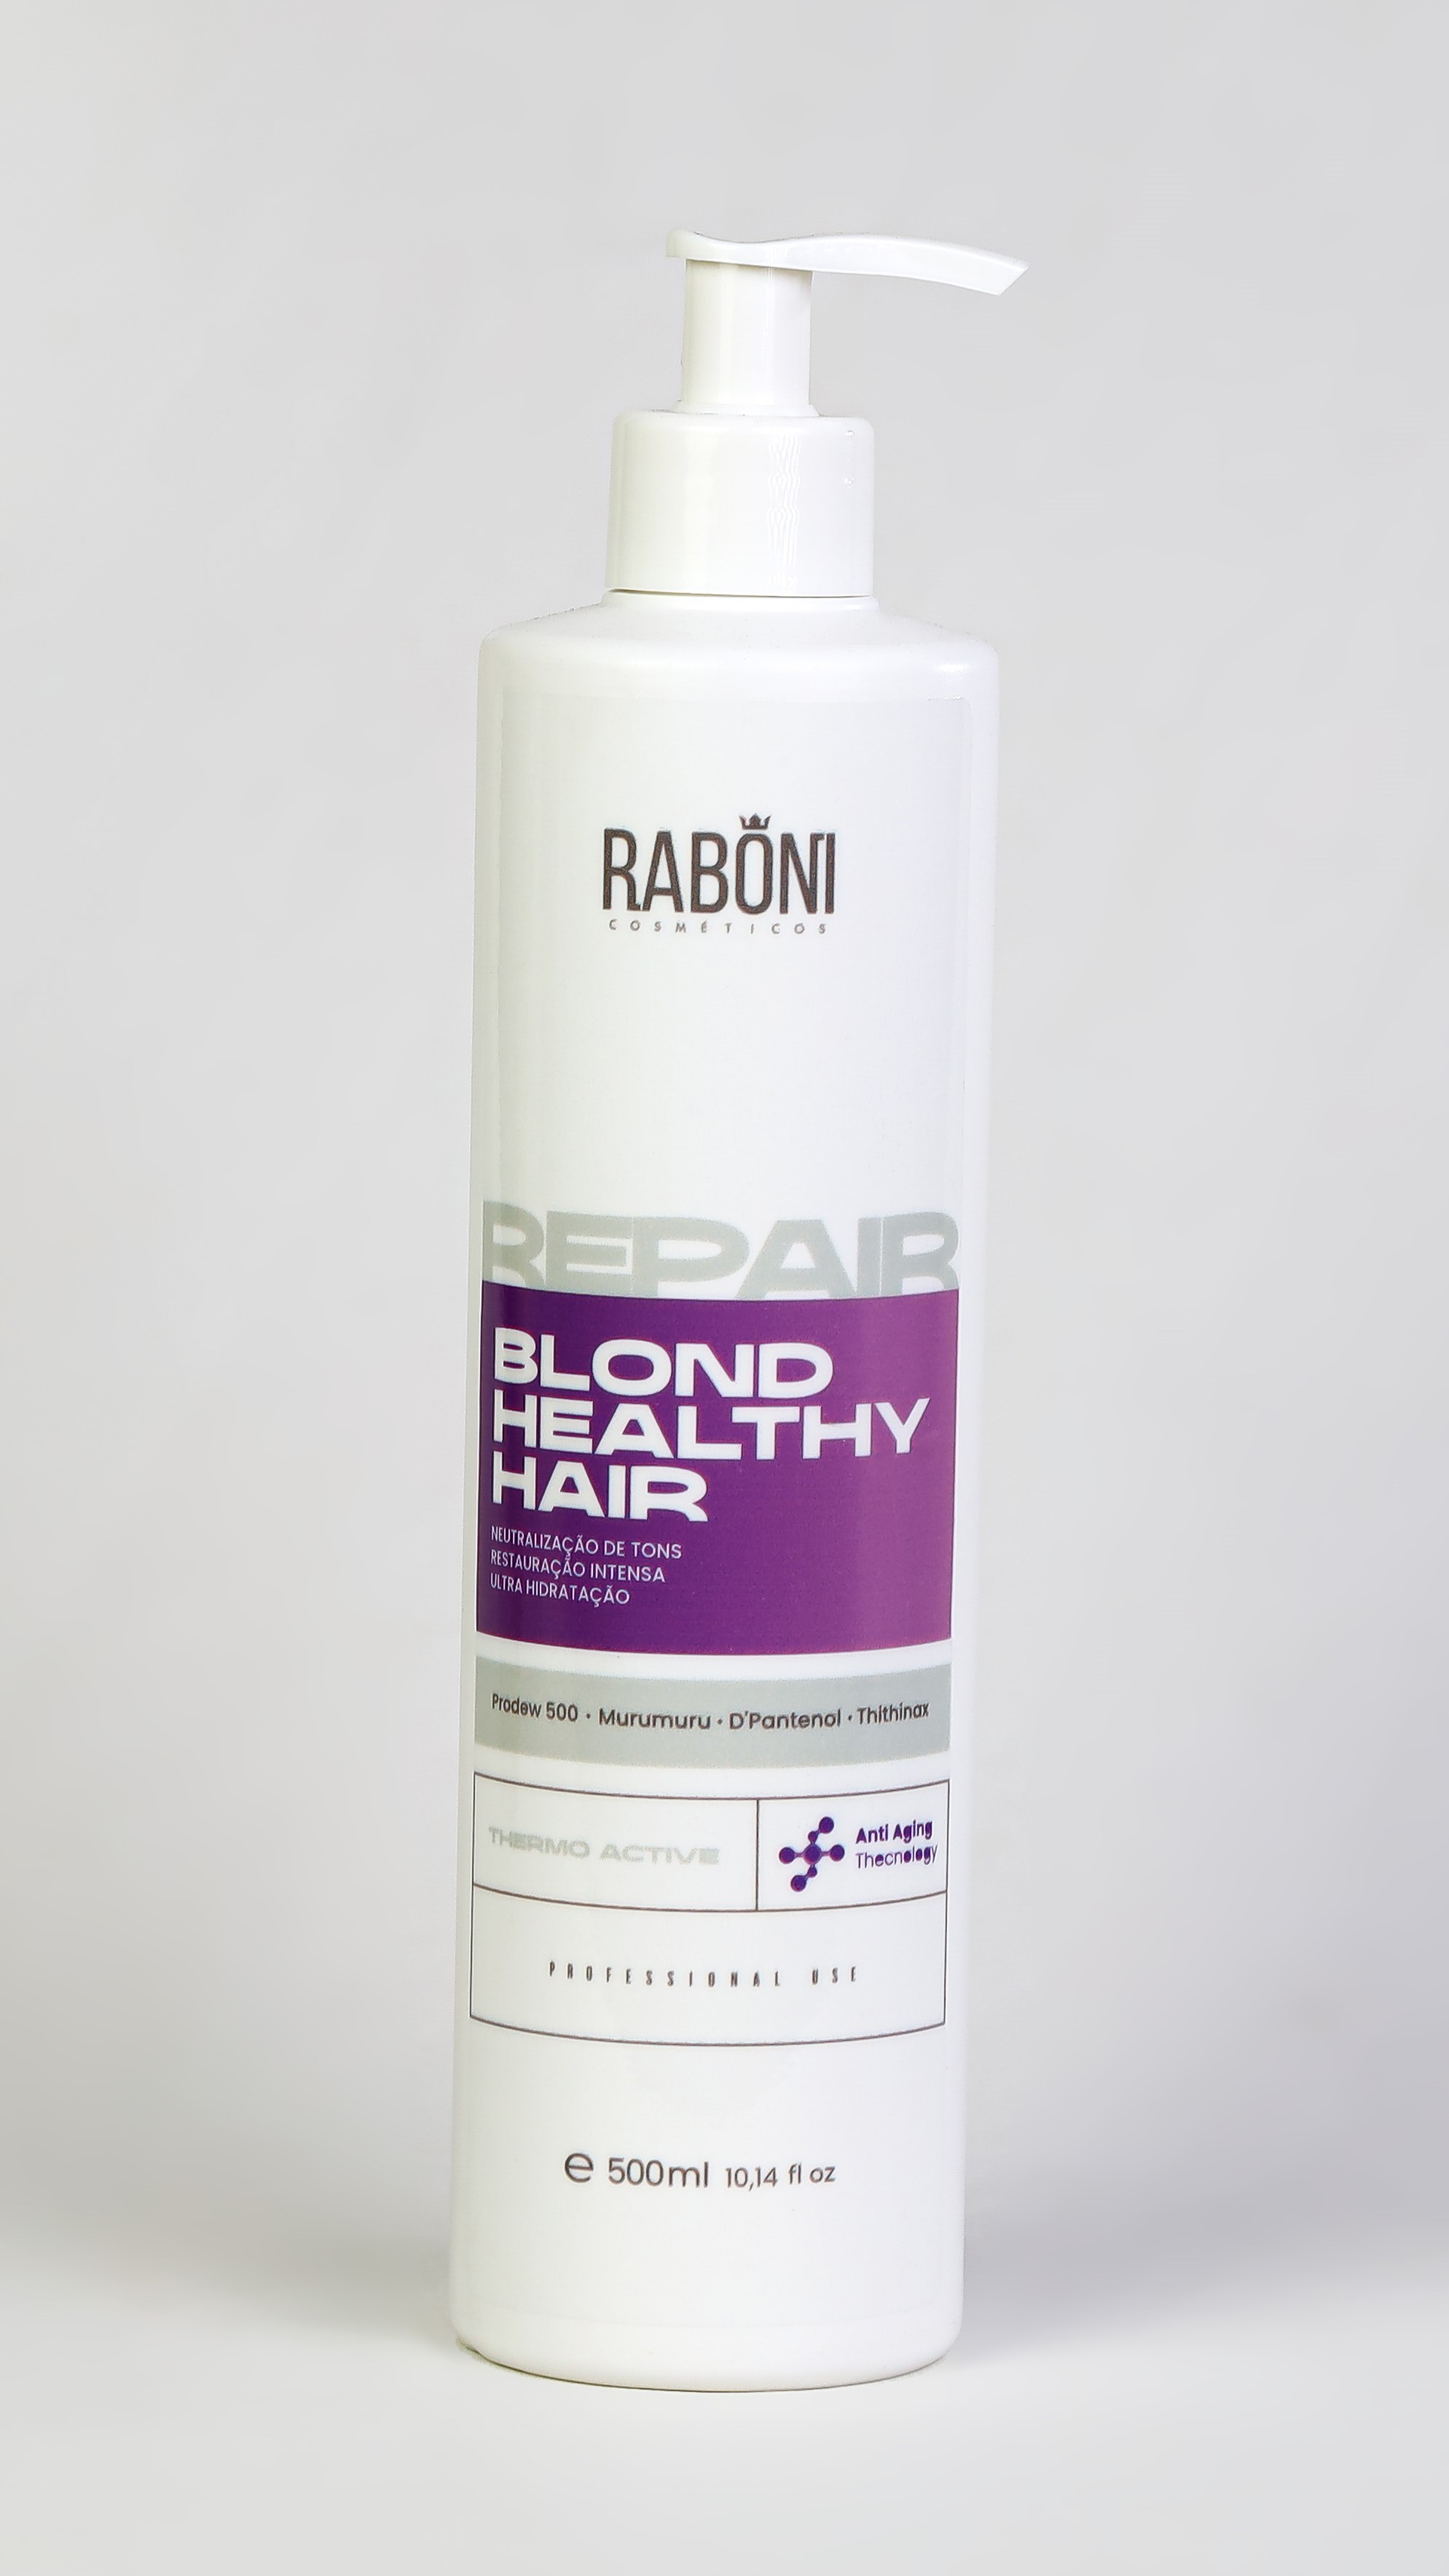 RABONI
COSMÉTICOS
REPAIR
BLOND
HEALTHY
HAIR
NEUTRALIZAÇÃO DE TONS
RESTAURAÇÃO INTENSA
ULTRA HIDRATAÇÃO
Prodew 500 • Murumuru • D'Pantenol • Thithinax
THERMO ACTIVE
Anti Aging
Thecnology
PROFESSIONAL USE
e 500ml 10,14 fl oz